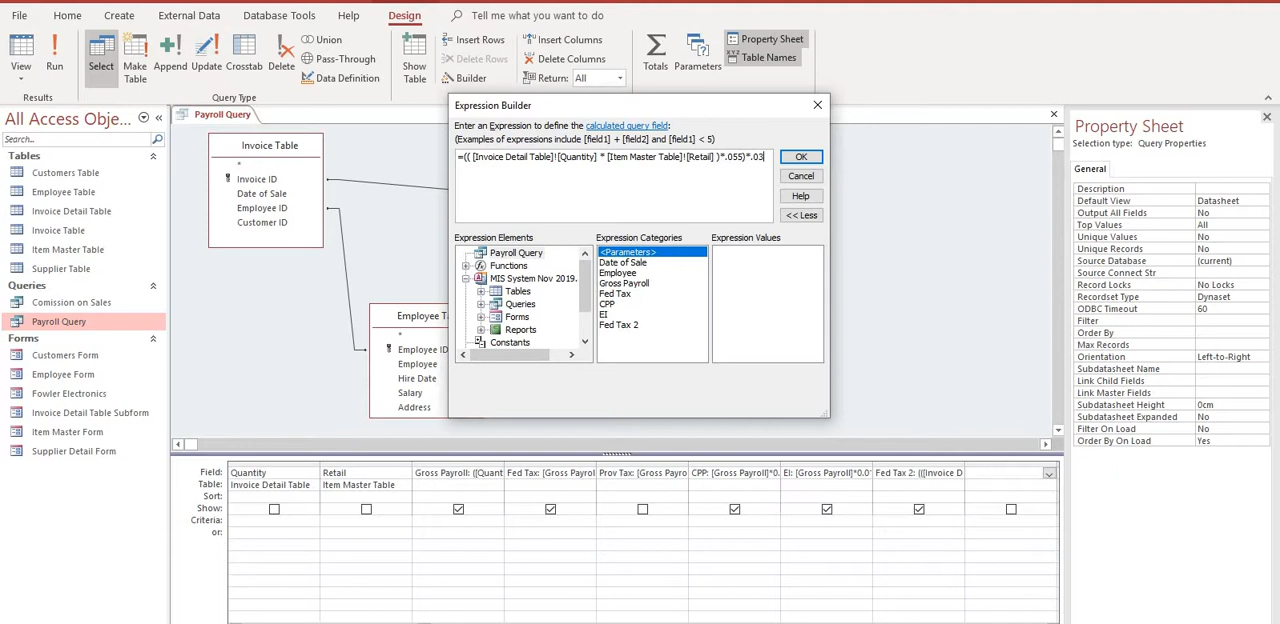 File Home Create External Data Database Tools Help Design Tell me what you want to do
View Run Select Make Table Append Update Crosstab Delete
Union
Pass-Through
Data Definition
Show Table
Insert Rows
Delete Rows
Builder
Insert Columns
Delete Columns
Return: All
Totals Parameters
Property Sheet
Table Names
Results Query Type
All Access Obje...
Search...
Tables
Customers Table
Employee Table
Invoice Detail Table
Invoice Table
Item Master Table
Supplier Table
Queries
Comission on Sales
Payroll Query
Forms
Customers Form
Employee Form
Fowler Electronics
Invoice Detail Table Subform
Item Master Form
Supplier Detail Form
Payroll Query
Invoice Table
*
Invoice ID
Date of Sale
Employee ID
Customer ID
Employee Ta
*
Employee ID
Employee
Hire Date
Salary
Address
Expression Builder
Enter an Expression to define the calculated query field:
(Examples of expressions include [field1] + [field2] and [field1] < 5)
=(( [Invoice Detail Table]![Quantity] * [Item Master Table]![Retail] )*.055)*.03
OK
Cancel
Help
<< Less
Expression Elements
Payroll Query
Functions
MIS System Nov 2019.
Tables
Queries
Forms
Reports
Constants
Expression Categories
<Parameters>
Date of Sale
Employee
Gross Payroll
Fed Tax
CPP
EI
Fed Tax 2
Expression Values
Field: Quantity Retail Gross Payroll: ([Quant Fed Tax: [Gross Payrol Prov Tax: [Gross Payro CPP: [Gross Payroll]*0. EI: [Gross Payroll]*0.0 Fed Tax 2: (([Invoice D
Table: Invoice Detail Table Item Master Table
Sort:
Show:
Criteria:
or:
Property Sheet
Selection type: Query Properties
General
Description
Default View Datasheet
Output All Fields No
Top Values All
Unique Values No
Unique Records No
Source Database (current)
Source Connect Str
Record Locks No Locks
Recordset Type Dynaset
ODBC Timeout 60
Filter
Order By
Max Records
Orientation Left-to-Right
Subdatasheet Name
Link Child Fields
Link Master Fields
Subdatasheet Height 0cm
Subdatasheet Expanded No
Filter On Load No
Order By On Load Yes